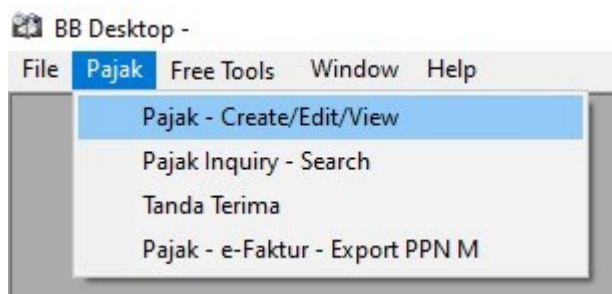 BB Desktop -
File Pajak Free Tools Window Help
Pajak - Create/Edit/View
Pajak Inquiry - Search
Tanda Terima
Pajak - e-Faktur - Export PPN M